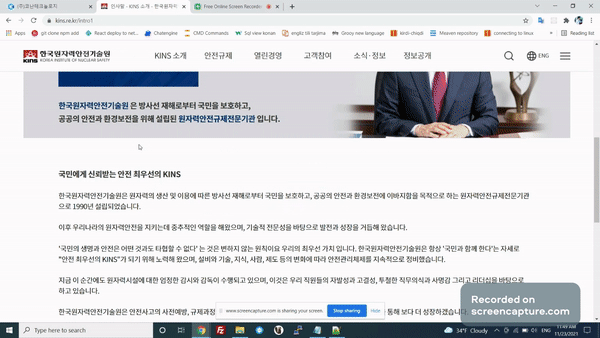 (주)코난테크놀로지
인사말 - KINS 소개 - 한국원자력
Free Online Screen Recorder
kins.re.kr/intro1
Apps
git clone npm add
React deploy to net...
Chatengine
CMD Commands
Sql view konan
engliz till tarjima
kirdi-chiqdi
Maeven repository
connecting to linux...
Reading list
KINS 한국원자력안전기술원
KOREA INSTITUTE OF NUCLEAR SAFETY
KINS 소개 안전규제 열린경영 고객참여 소식·정보 정보공개 ENG
한국원자력안전기술원 은 방사선 재해로부터 국민을 보호하고,
공공의 안전과 환경보전을 위해 설립된 원자력안전규제전문기관 입니다.
국민에게 신뢰받는 안전 최우선의 KINS
한국원자력안전기술원은 원자력의 생산 및 이용에 따른 방사선 재해로부터 국민을 보호하고, 공공의 안전과 환경보전에 이바지함을 목적으로 하는 원자력안전규제전문기관
으로 1990년 설립되었습니다.
이후 우리나라의 원자력안전을 지키는데 중추적인 역할을 해왔으며, 기술적 전문성을 바탕으로 발전과 성장을 거듭해 왔습니다.
'국민의 생명과 안전은 어떤 것과도 타협할 수 없다' 는 것은 변하지 않는 원칙이요 우리의 최우선 가치 입니다. 한국원자력안전기술원은 항상 '국민과 함께 한다'는 자세로
"안전 최우선의 KINS"가 되기 위해 노력해 왔으며, 설비와 기술, 지식, 사람, 제도 등의 변화에 따라 안전관리체제를 지속적으로 정비했습니다.
지금 이 순간에도 원자력시설에 대한 엄정한 감시와 감독이 수행되고 있으며, 이것은 우리 직원들의 자발성과 고결성, 투철한 직무의식과 사명감 그리고 리더십을 바탕으로
하고 있습니다.
한국원자력안전기술원은 안전사고의 사전예방, 규제과정 통해 보다 더 성장하겠습니다.
www.screencapture.com is sharing your screen. Stop sharing Hide
Recorded on
screencapture.com
Type here to search
34°F Cloudy
ENG
11:49 AM
11/23/2021